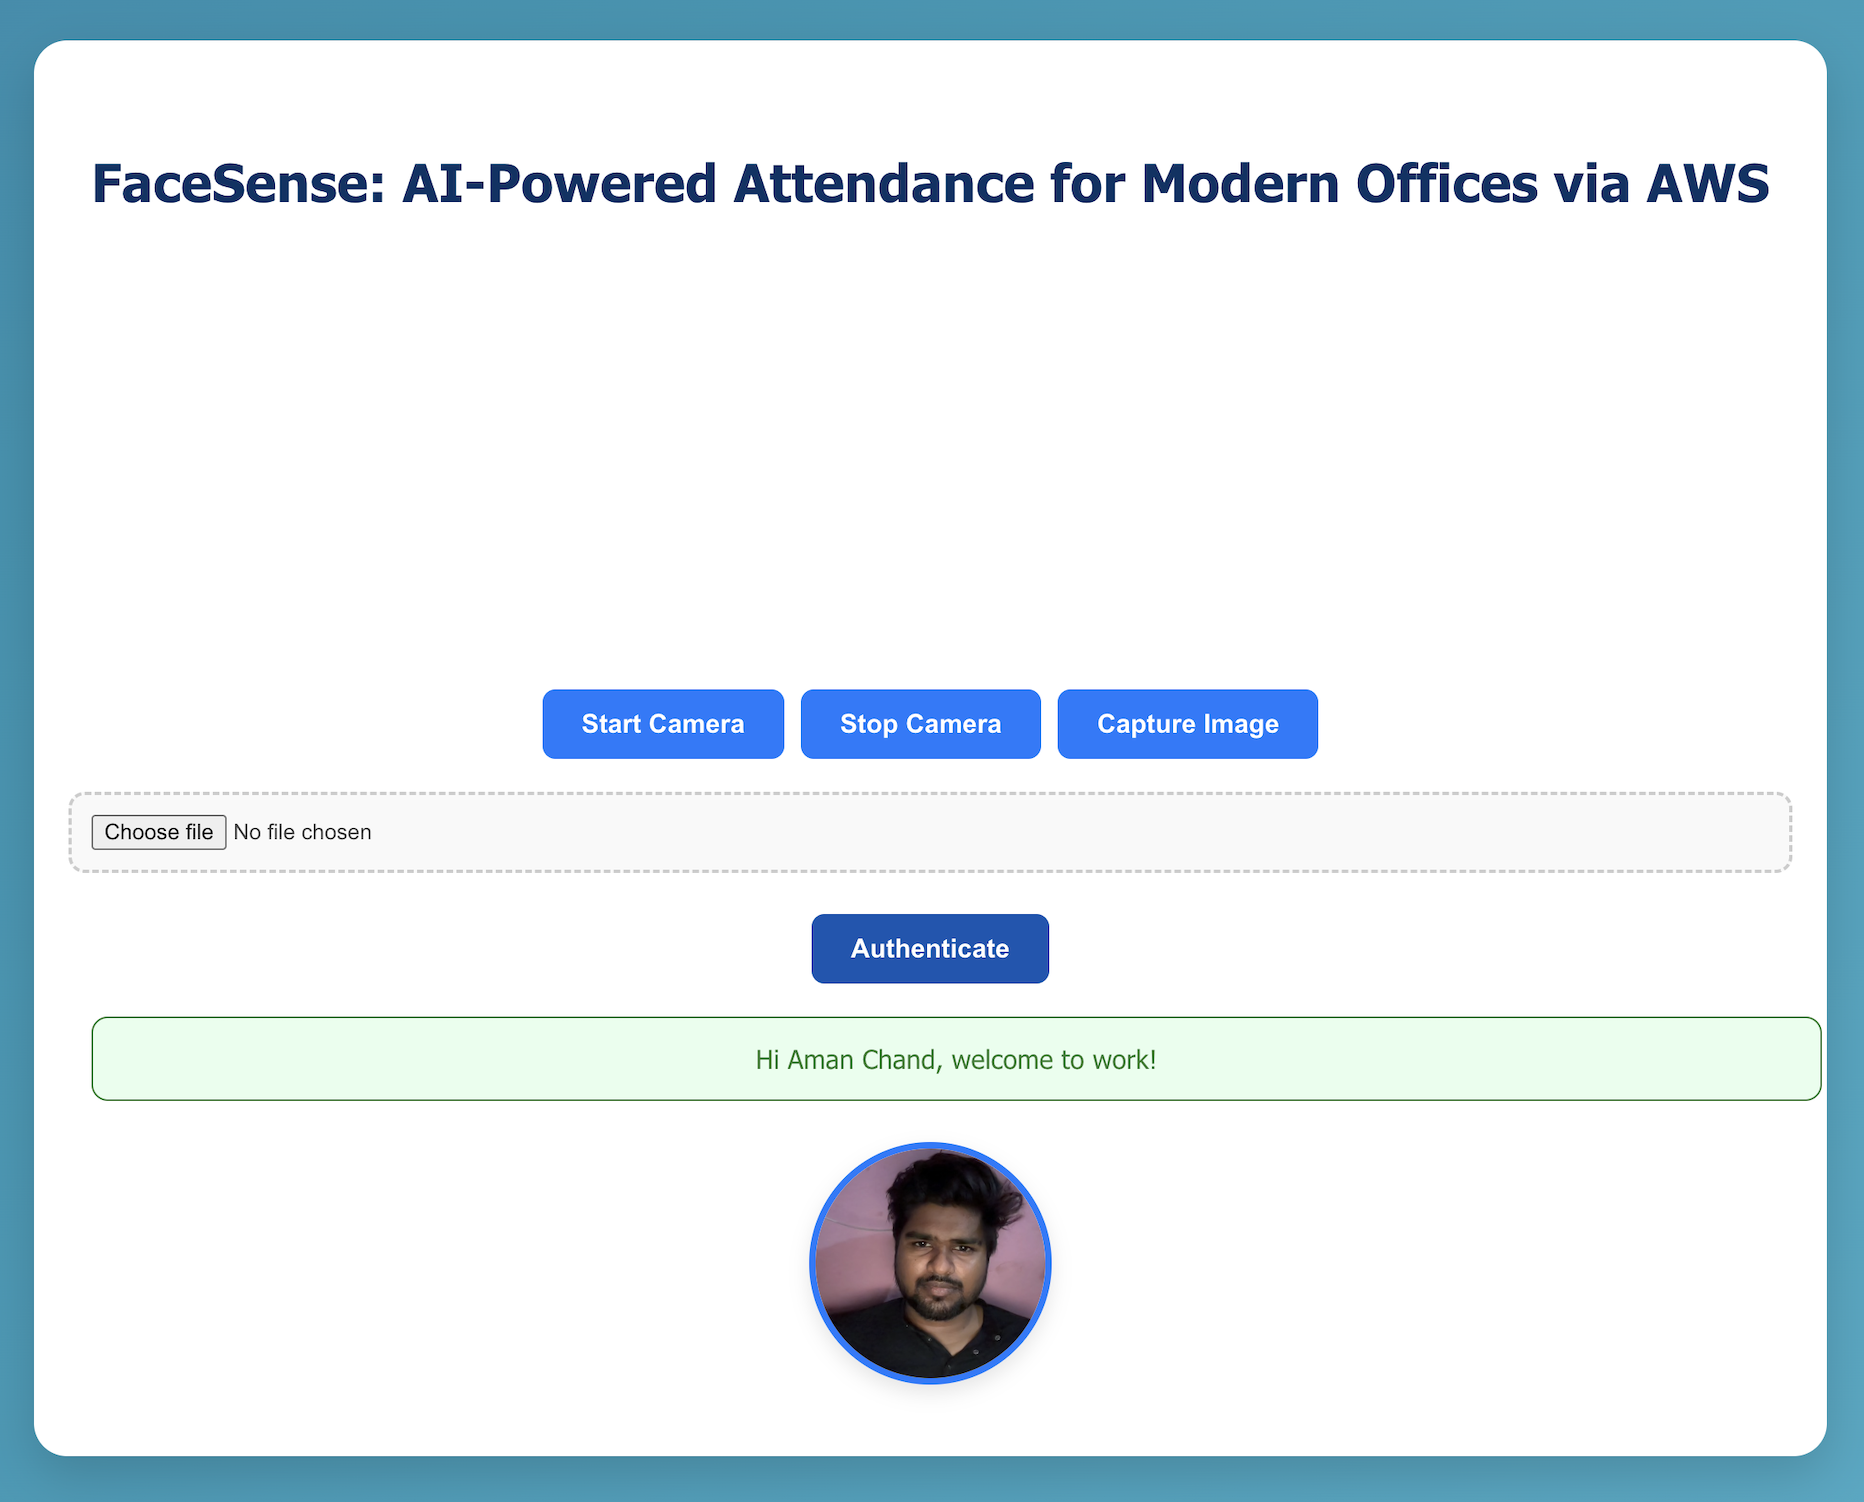 FaceSense: AI-Powered Attendance for Modern Offices via AWS
Start Camera Stop Camera Capture Image
Choose file No file chosen
Authenticate
Hi Aman Chand, welcome to work!